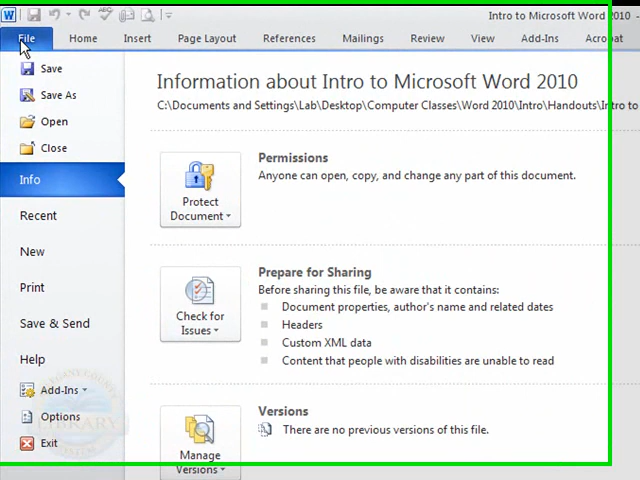 Intro to Microsoft Word 2010 -
File Home Insert Page Layout References Mailings Review View Add-Ins Acrobat
Save
Save As
Open
Close
Info
Recent
New
Print
Save & Send
Help
Add-Ins
Options
Exit
Information about Intro to Microsoft Word 2010
C:\Documents and Settings\Lab\Desktop\Computer Classes\Word 2010\Intro\Handouts\Intro to
Protect
Document
Permissions
Anyone can open, copy, and change any part of this document.
Check for
Issues
Prepare for Sharing
Before sharing this file, be aware that it contains:
Document properties, author's name and related dates
Headers
Custom XML data
Content that people with disabilities are unable to read
Manage
Versions
Versions
There are no previous versions of this file.
LIBRARY